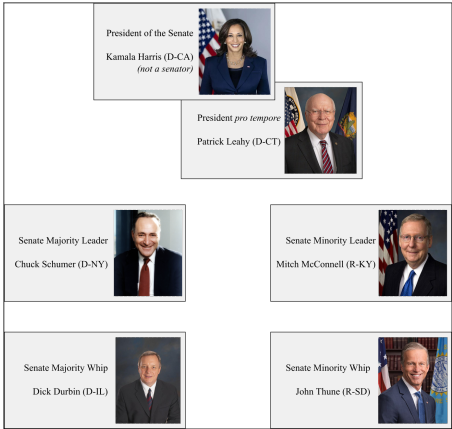 President of the Senate
Kamala Harris (D-CA)
(not a senator)
President pro tempore
Patrick Leahy (D-CT)
Senate Majority Leader
Chuck Schumer (D-NY)
Senate Minority Leader
Mitch McConnell (R-KY)
Senate Majority Whip
Dick Durbin (D-IL)
Senate Minority Whip
John Thune (R-SD)